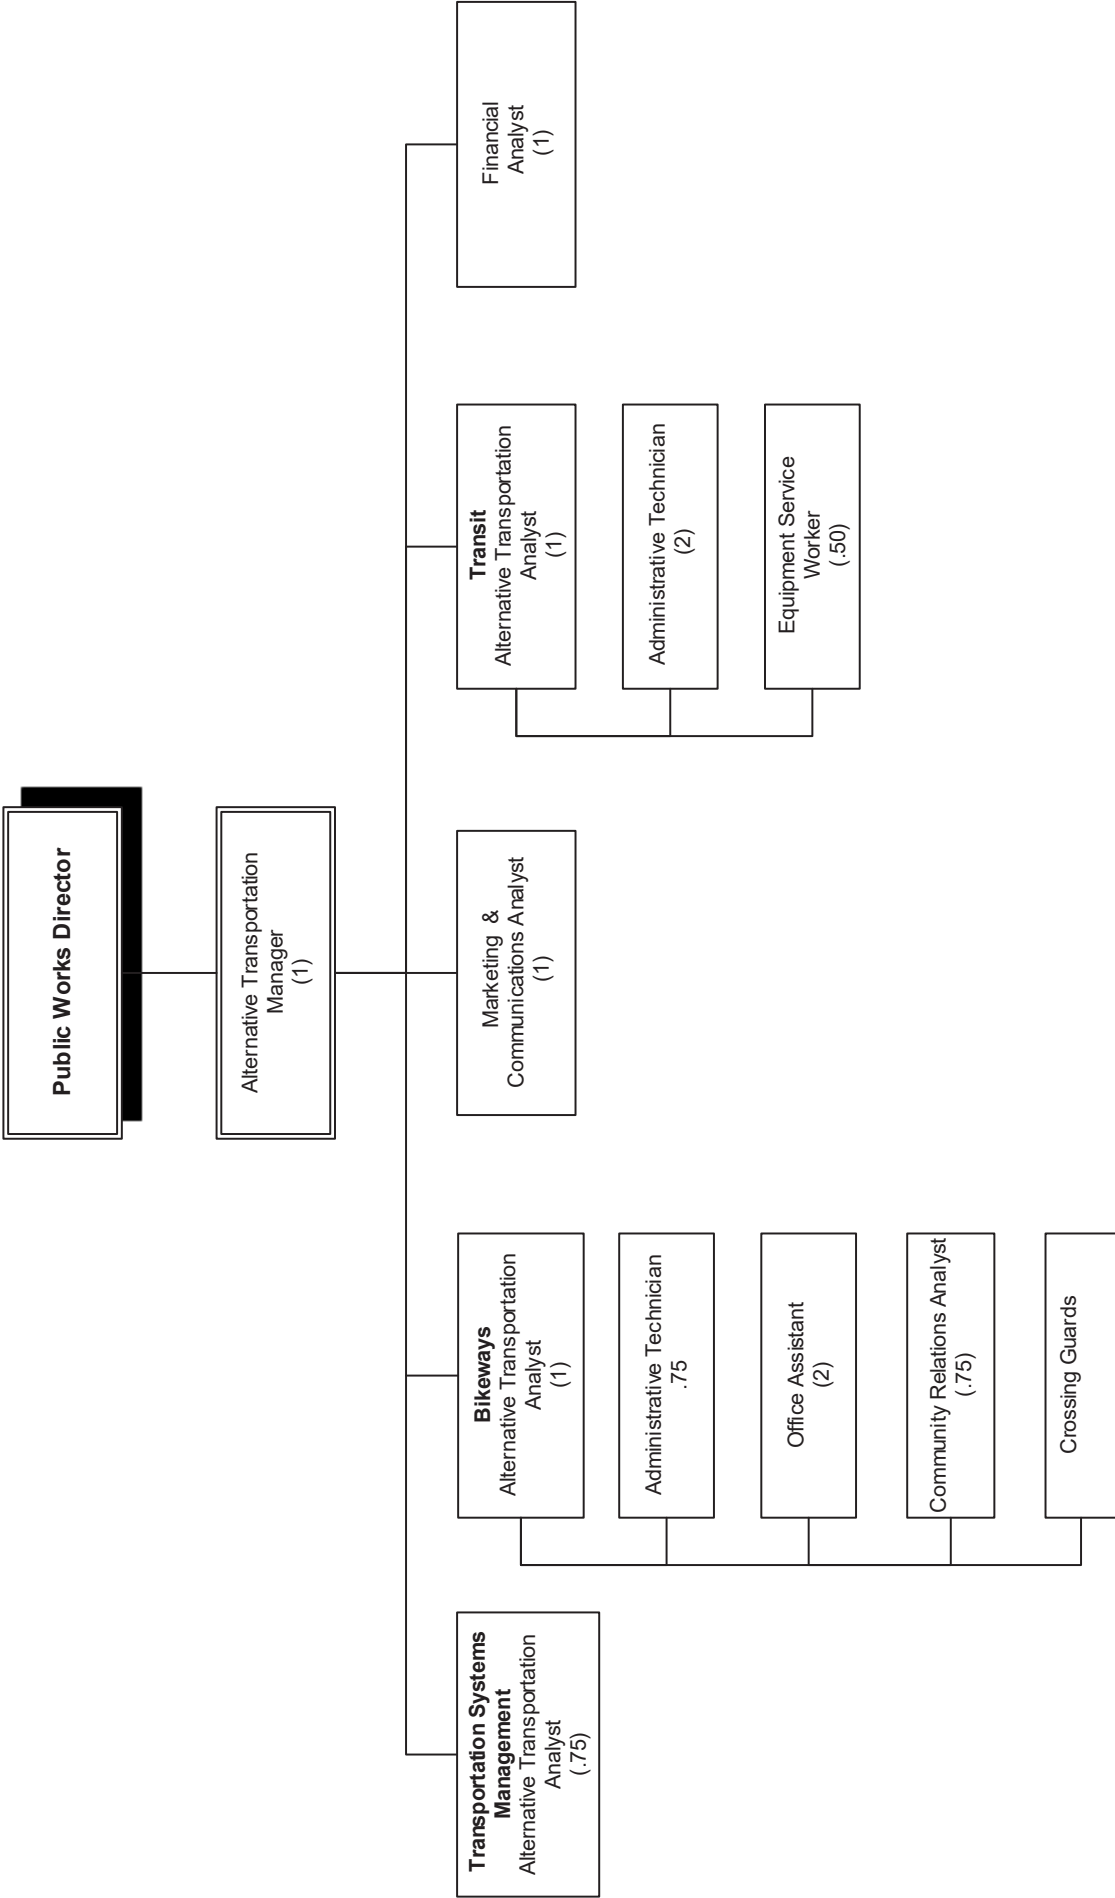 Public Works Director
Alternative Transportation
Manager
(1)
Transportation Systems
Management
Alternative Transportation
Analyst
(.75)
Bikeways
Alternative Transportation
Analyst
(1)
Administrative Technician
.75
Office Assistant
(2)
Community Relations Analyst
(.75)
Crossing Guards
Marketing &
Communications Analyst
(1)
Transit
Alternative Transportation
Analyst
(1)
Administrative Technician
(2)
Equipment Service
Worker
(.50)
Financial
Analyst
(1)